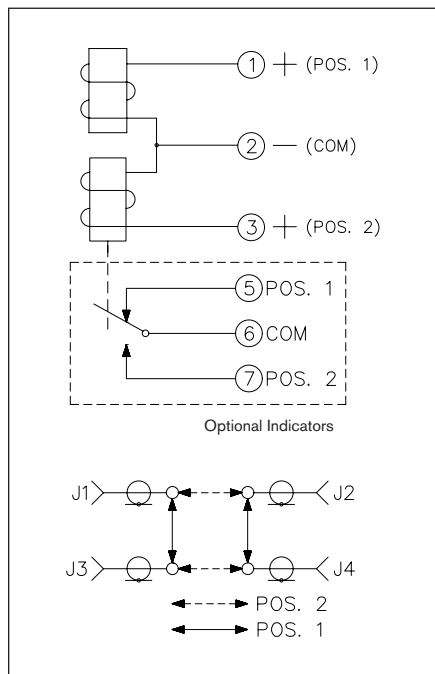 1 + (POS. 1)
2 — (COM)
3 + (POS. 2)
5 POS. 1
6 COM
7 POS. 2
Optional Indicators
J1 J2
J3 J4
POS. 2
POS. 1